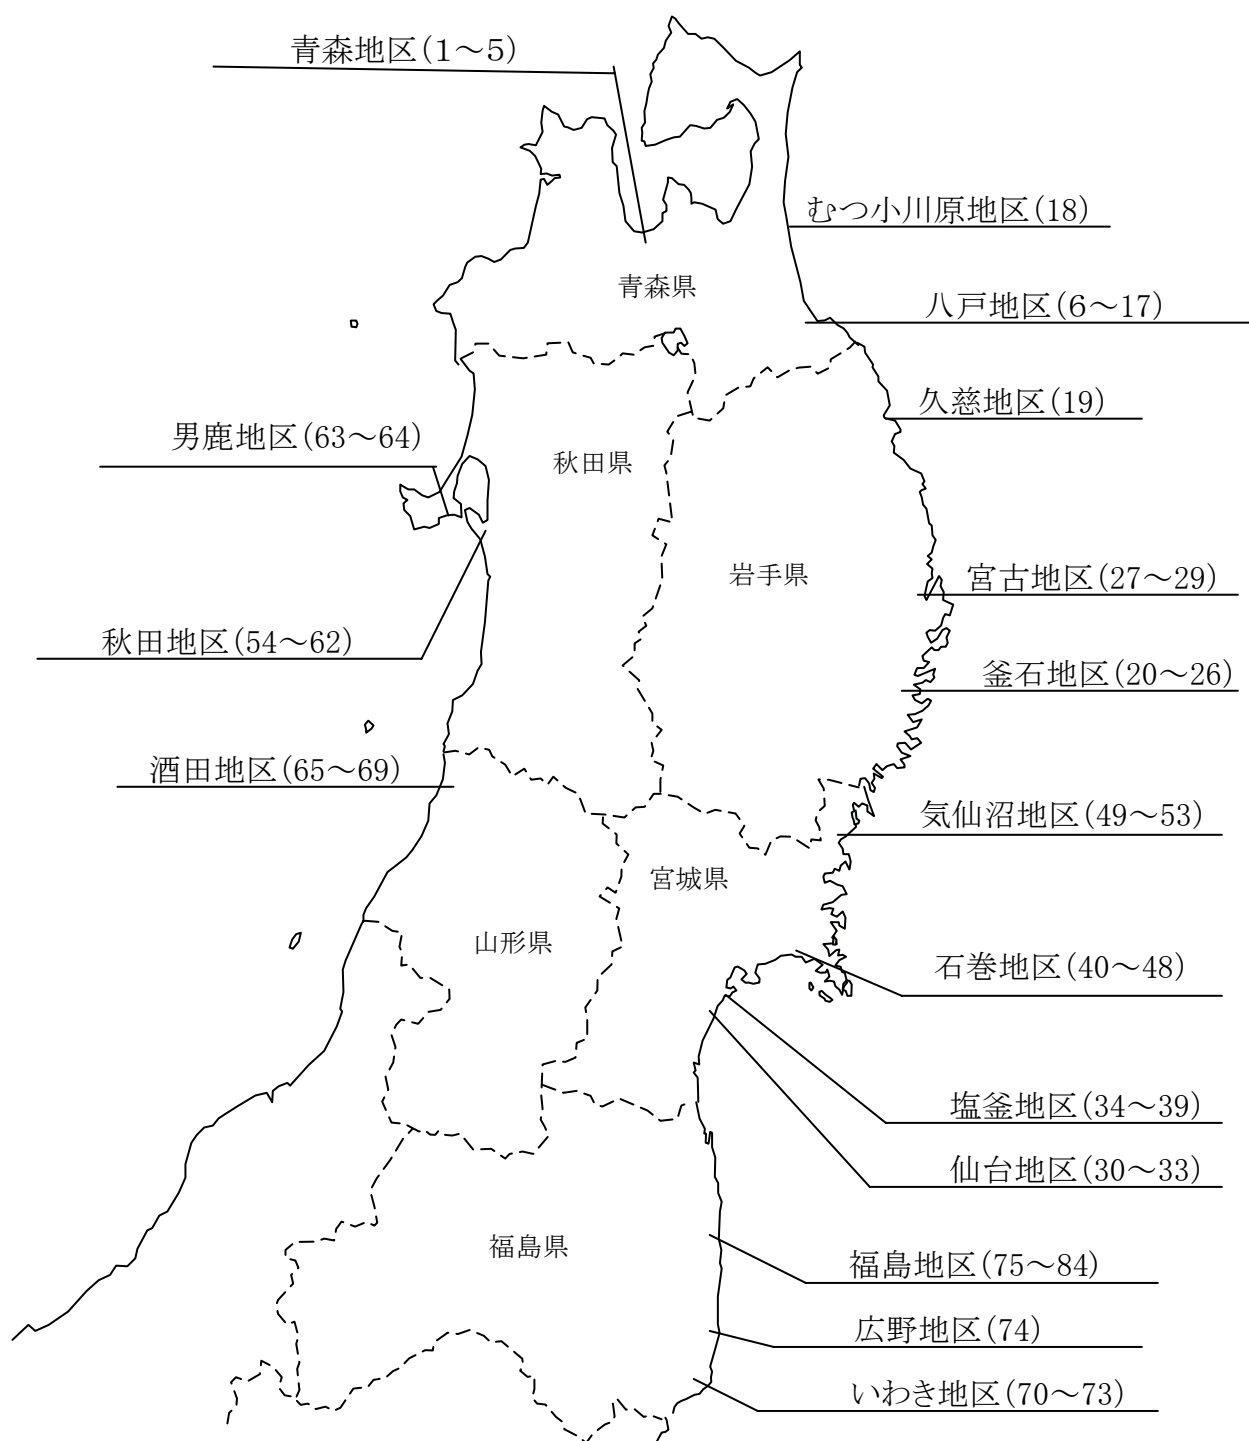 青森地区(1～5)
むつ小川原地区(18)
青森県
八戸地区(6～17)
久慈地区(19)
男鹿地区(63～64)
秋田県
岩手県
宮古地区(27～29)
秋田地区(54～62)
釜石地区(20～26)
酒田地区(65～69)
気仙沼地区(49～53)
宮城県
山形県
石巻地区(40～48)
塩釜地区(34～39)
仙台地区(30～33)
福島県
福島地区(75～84)
広野地区(74)
いわき地区(70～73)